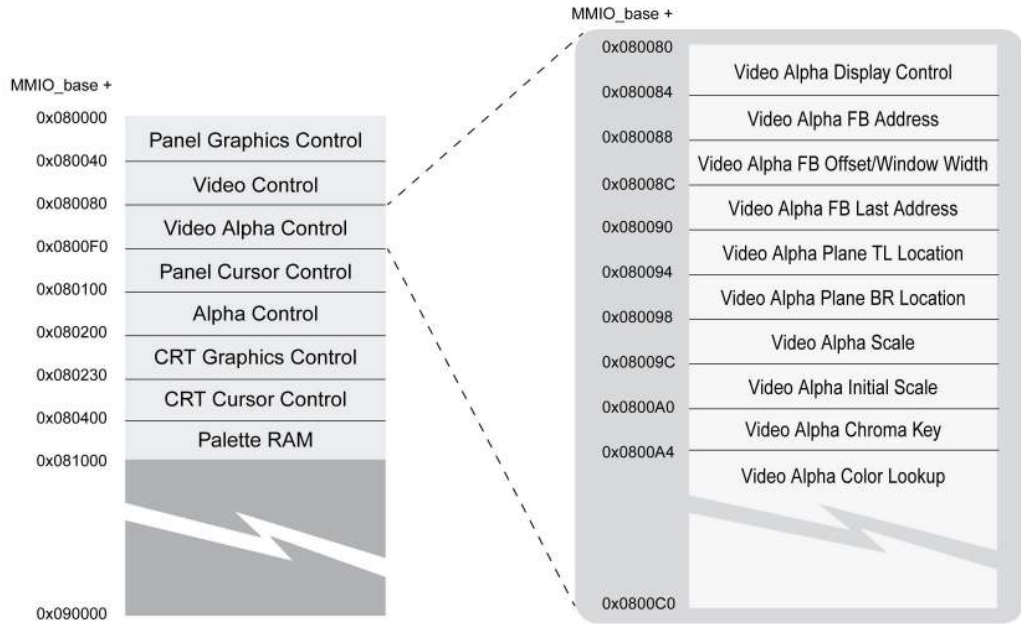 MMIO_base +
0x080000
Panel Graphics Control
0x080040
Video Control
0x080080
Video Alpha Control
0x0800F0
Panel Cursor Control
0x080100
Alpha Control
0x080200
CRT Graphics Control
0x080230
CRT Cursor Control
0x080400
Palette RAM
0x081000
0x090000
MMIO_base +
0x080080
Video Alpha Display Control
0x080084
Video Alpha FB Address
0x080088
Video Alpha FB Offset/Window Width
0x08008C
Video Alpha FB Last Address
0x080090
Video Alpha Plane TL Location
0x080094
Video Alpha Plane BR Location
0x080098
Video Alpha Scale
0x08009C
Video Alpha Initial Scale
0x0800A0
Video Alpha Chroma Key
0x0800A4
Video Alpha Color Lookup
0x0800C0